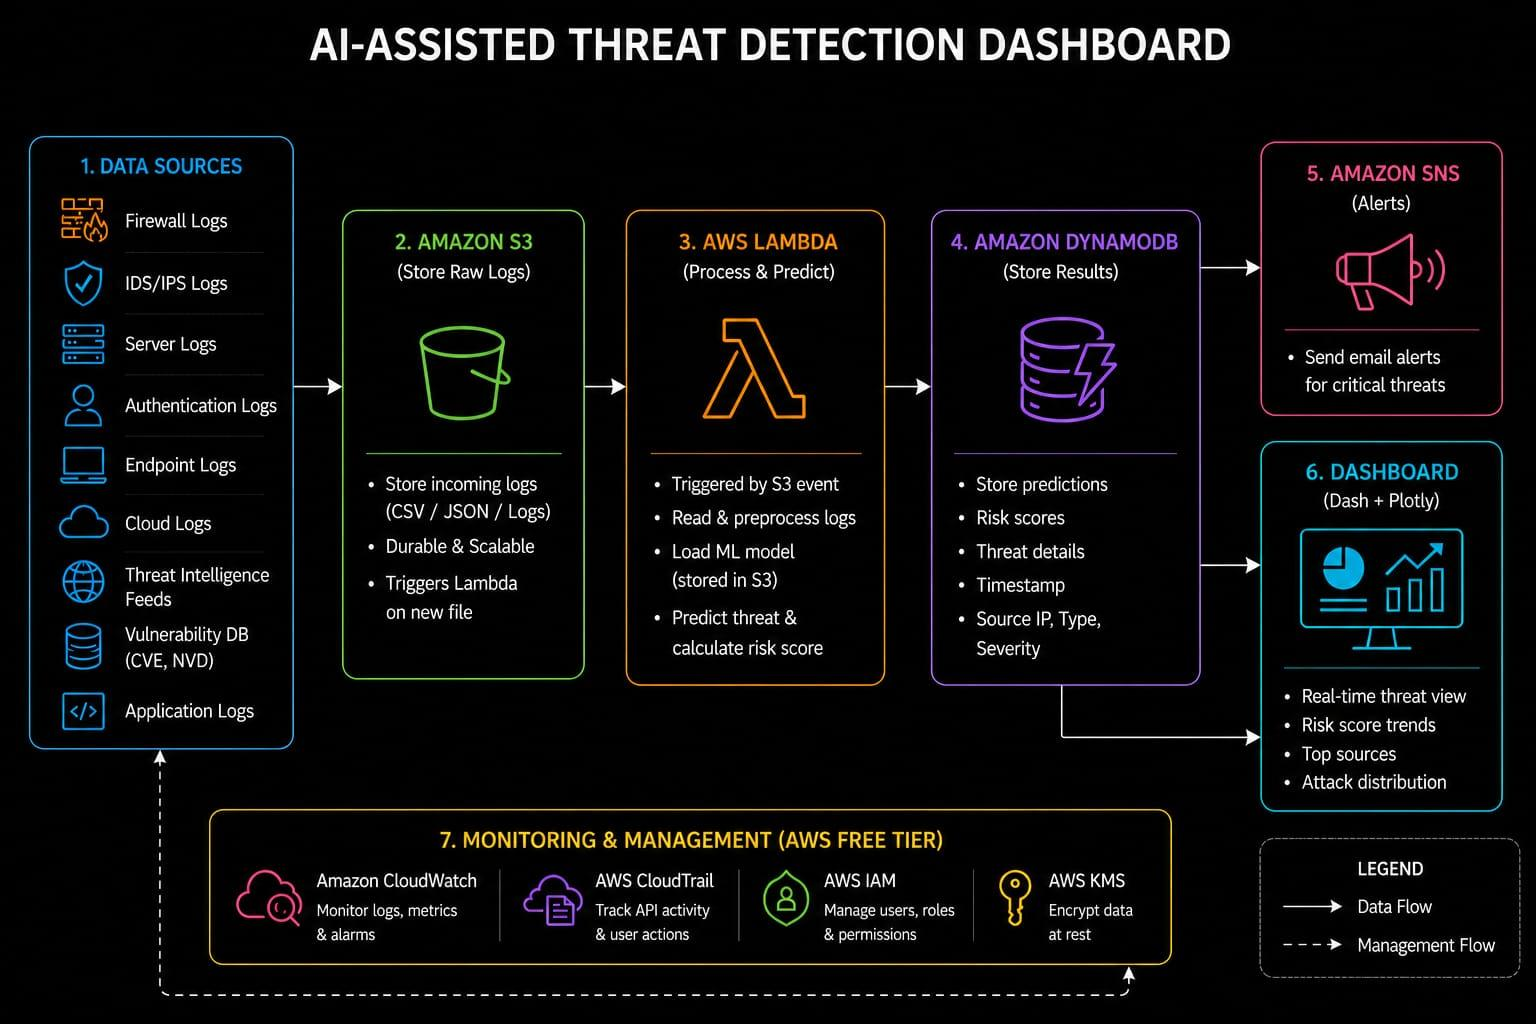 AI-ASSISTED THREAT DETECTION DASHBOARD
1. DATA SOURCES
Firewall Logs
IDS/IPS Logs
Server Logs
Authentication Logs
Endpoint Logs
Cloud Logs
Threat Intelligence
Feeds
Vulnerability DB
(CVE, NVD)
</>
Application Logs
2. AMAZON S3
(Store Raw Logs)
• Store incoming logs
(CSV / JSON / Logs)
• Durable & Scalable
• Triggers Lambda
on new file
3. AWS LAMBDA
(Process & Predict)
• Triggered by S3 event
• Read & preprocess logs
• Load ML model
(stored in S3)
• Predict threat &
calculate risk score
4. AMAZON DYNAMODB
(Store Results)
• Store predictions
• Risk scores
• Threat details
• Timestamp
• Source IP, Type,
Severity
5. AMAZON SNS
(Alerts)
• Send email alerts
for critical threats
6. DASHBOARD
(Dash + Plotly)
• Real-time threat view
• Risk score trends
• Top sources
• Attack distribution
7. MONITORING & MANAGEMENT (AWS FREE TIER)
Amazon CloudWatch
Monitor logs, metrics
& alarms
AWS CloudTrail
Track API activity
& user actions
AWS IAM
Manage users, roles
& permissions
AWS KMS
Encrypt data
at rest
LEGEND
Data Flow
Management Flow